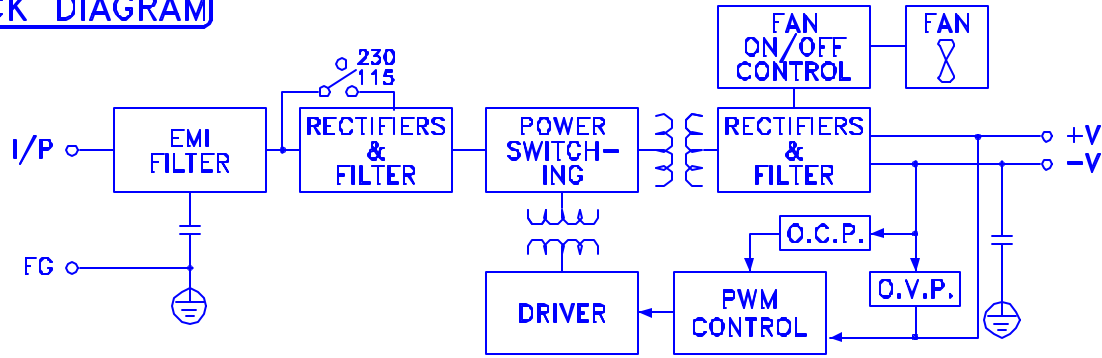 DIAGRAM
230
115
I/P
EMI
FILTER
RECTIFIERS
&
FILTER
POWER
SWITCH-
ING
RECTIFIERS
&
FILTER
FAN
ON/OFF
CONTROL
FAN
+V
-V
FG
O.C.P.
O.V.P.
DRIVER
PWM
CONTROL